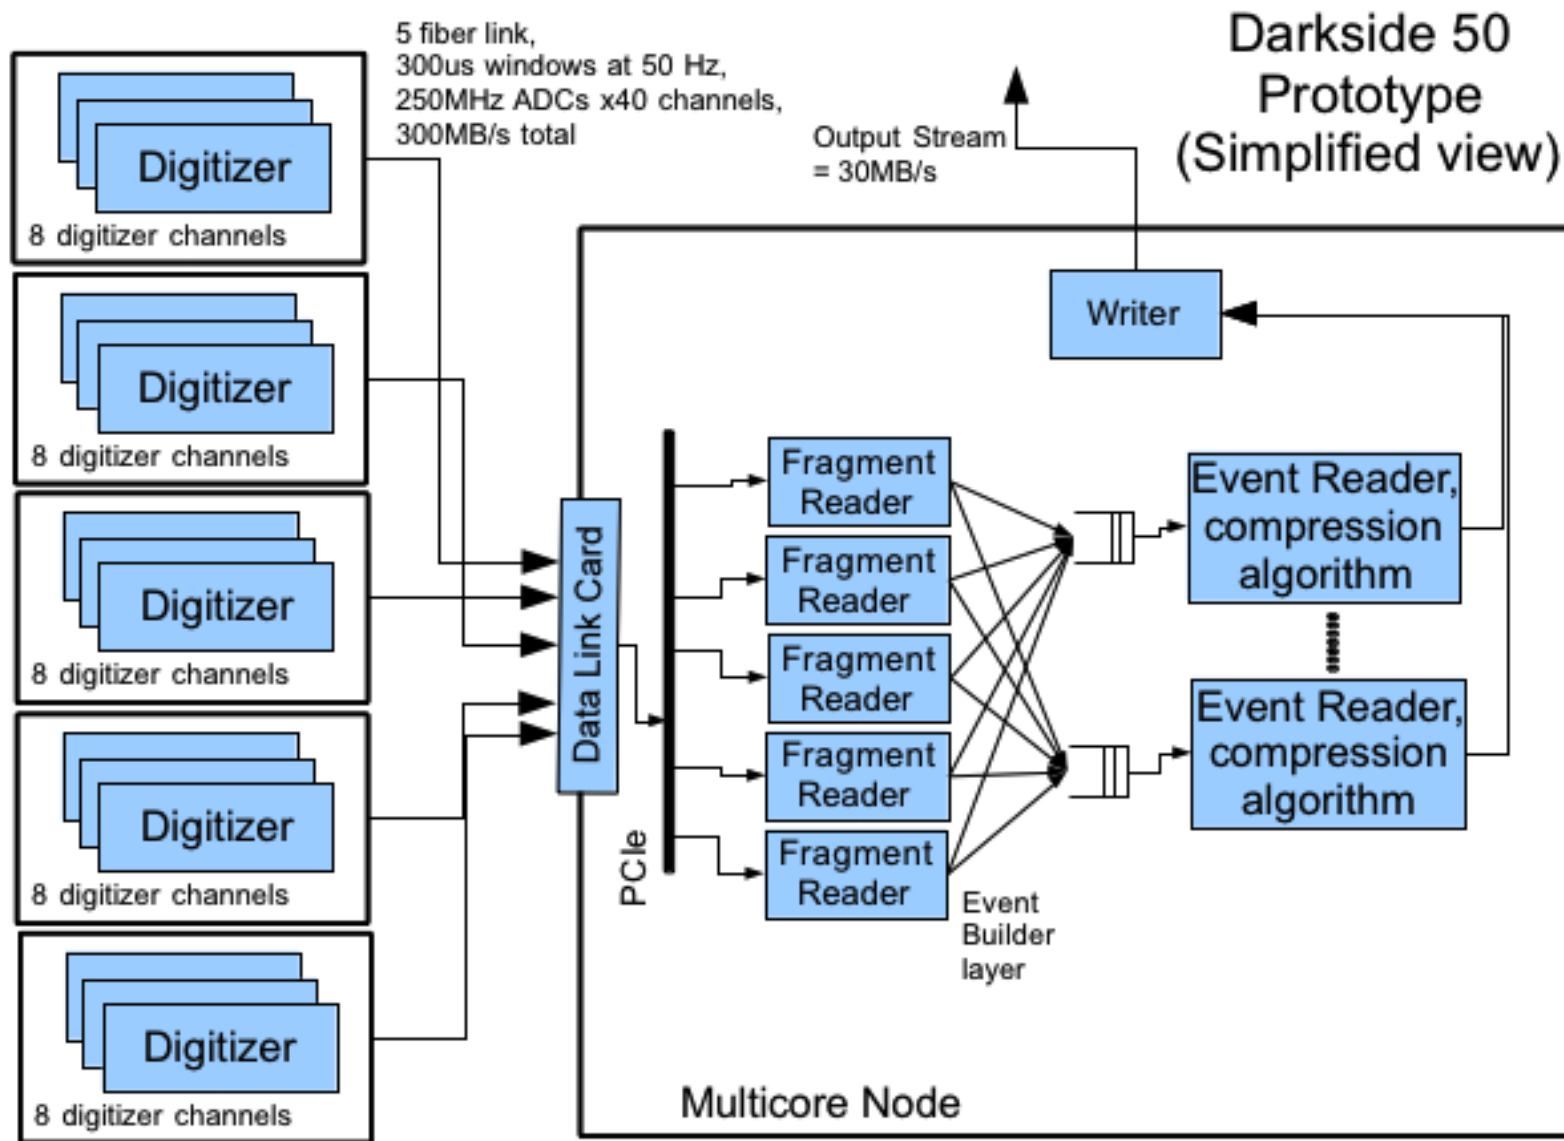 Darkside 50
Prototype
(Simplified view)
5 fiber link,
300us windows at 50 Hz,
250MHz ADCs x40 channels,
300MB/s total
Output Stream
= 30MB/s
Digitizer
8 digitizer channels
Digitizer
8 digitizer channels
Digitizer
8 digitizer channels
Digitizer
8 digitizer channels
Digitizer
8 digitizer channels
Data Link Card
PCIe
Writer
Fragment
Reader
Fragment
Reader
Fragment
Reader
Fragment
Reader
Fragment
Reader
Event
Builder
layer
Event Reader,
compression
algorithm
Event Reader,
compression
algorithm
Multicore Node